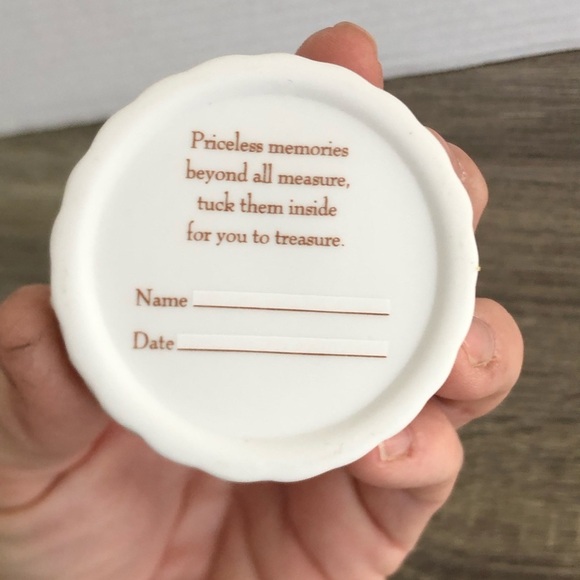 Priceless memories
beyond all measure,
tuck them inside
for you to treasure.
Name
Date